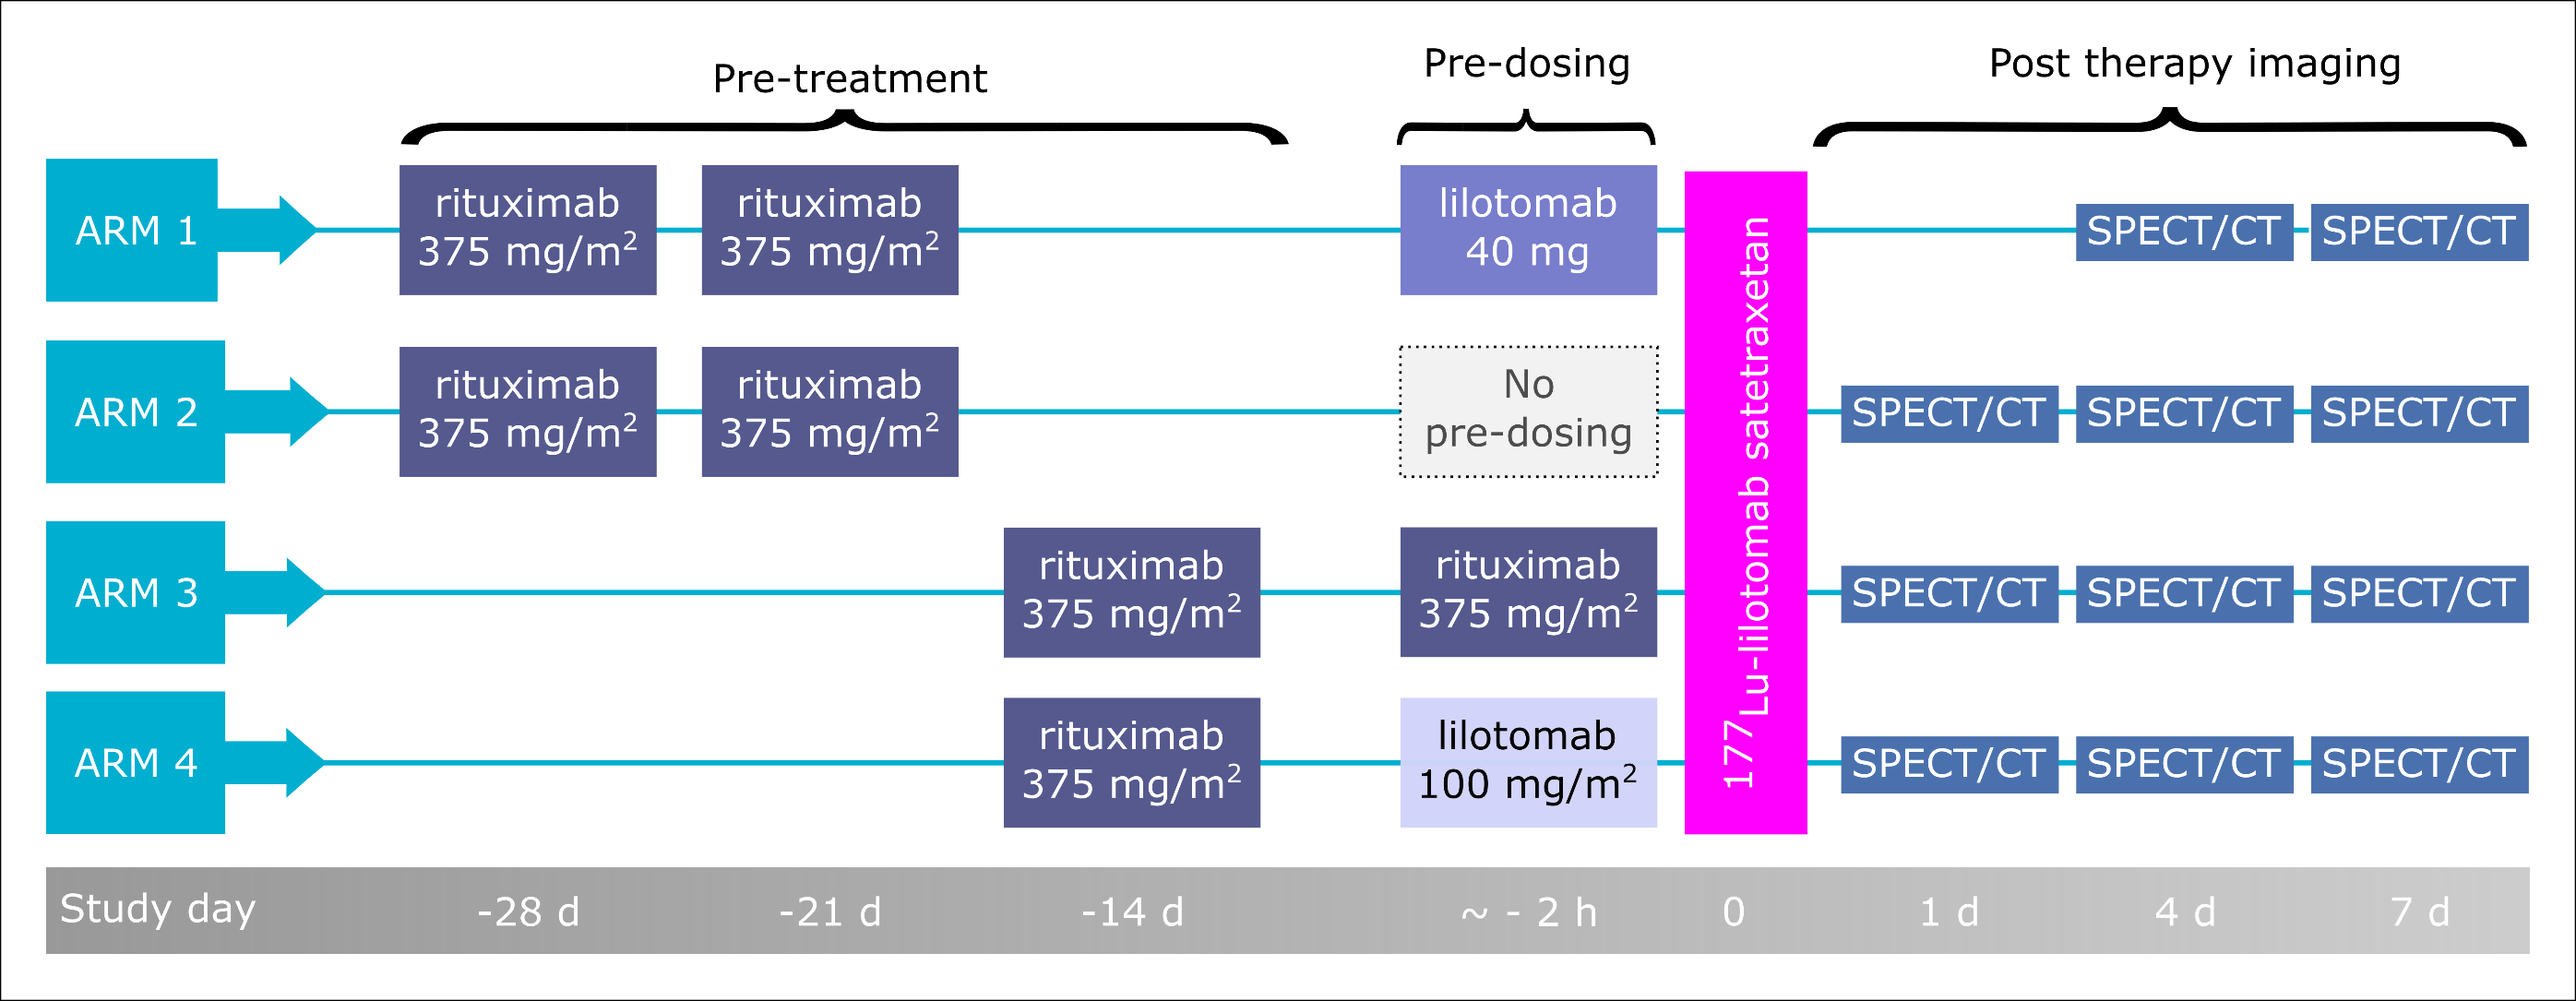 Pre-treatment
Pre-dosing
Post therapy imaging
ARM 1
rituximab
375 mg/m²
rituximab
375 mg/m²
lilotomab
40 mg
SPECT/CT
SPECT/CT
ARM 2
rituximab
375 mg/m²
rituximab
375 mg/m²
No
pre-dosing
SPECT/CT
SPECT/CT
SPECT/CT
177Lu-lilotomab satetraxetan
ARM 3
rituximab
375 mg/m²
rituximab
375 mg/m²
SPECT/CT
SPECT/CT
SPECT/CT
ARM 4
rituximab
375 mg/m²
lilotomab
100 mg/m²
SPECT/CT
SPECT/CT
SPECT/CT
Study day
-28 d
-21 d
-14 d
~ - 2 h
0
1 d
4 d
7 d